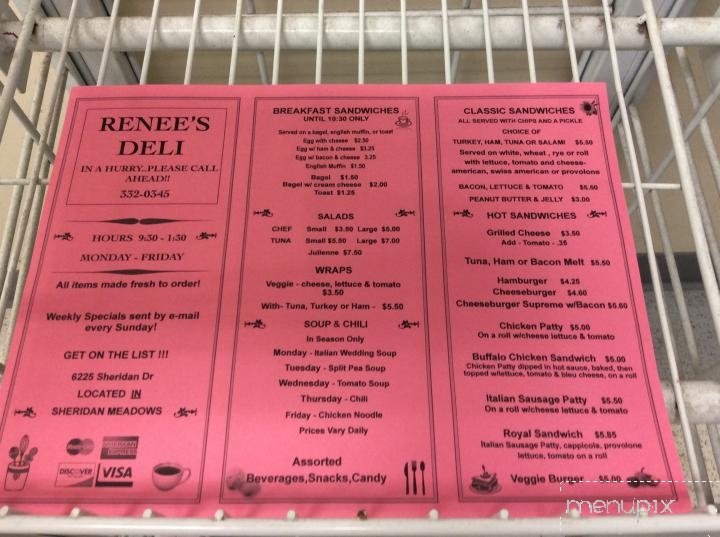 RENEE'S
DELI
IN A HURRY..PLEASE CALL
AHEAD!!
332-0345
HOURS 9:30 - 1:30
MONDAY - FRIDAY
All items made fresh to order!
Weekly Specials sent by e-mail
every Sunday!
GET ON THE LIST !!!
6225 Sheridan Dr
LOCATED IN
SHERIDAN MEADOWS
MasterCard
AMERICAN
EXPRESS
DISCOVER
VISA
BREAKFAST SANDWICHES
UNTIL 10:30 ONLY
Served on a bagel, english muffin, or toast
Egg with cheese $2.50
Egg w/ ham & cheese $3.25
Egg w/ bacon & cheese 3.25
English Muffin $1.50
Bagel $1.50
Bagel w/ cream cheese $2.00
Toast $1.25
SALADS
CHEF Small $3.50 Large $5.00
TUNA Small $5.50 Large $7.00
Julienne $7.50
WRAPS
Veggie - cheese, lettuce & tomato
$3.50
With- Tuna, Turkey or Ham - $5.50
SOUP & CHILI
In Season Only
Monday - Italian Wedding Soup
Tuesday - Split Pea Soup
Wednesday - Tomato Soup
Thursday - Chili
Friday - Chicken Noodle
Prices Vary Daily
Assorted
Beverages,Snacks,Candy
CLASSIC SANDWICHES
ALL SERVED WITH CHIPS AND A PICKLE
CHOICE OF
TURKEY, HAM, TUNA OR SALAMI $5.50
Served on white, wheat , rye or roll
with lettuce, tomato and cheese-
american, swiss american or provolone
BACON, LETTUCE & TOMATO $5.50
PEANUT BUTTER & JELLY $3.00
HOT SANDWICHES
Grilled Cheese $3.50
Add - Tomato - .35
Tuna, Ham or Bacon Melt $5.50
Hamburger $4.25
Cheeseburger $4.60
Cheeseburger Supreme w/Bacon $5.60
Chicken Patty $5.00
On a roll w/cheese lettuce & tomato
Buffalo Chicken Sandwich $5.00
Chicken Patty dipped in hot sauce, baked, then
topped w/lettuce, tomato & bleu cheese, on a roll
Italian Sausage Patty $5.50
On a roll w/cheese lettuce & tomato
Royal Sandwich $5.85
Italian Sausage Patty, cappicola, provolone
lettuce, tomato on a roll
Veggie Burger
menupix